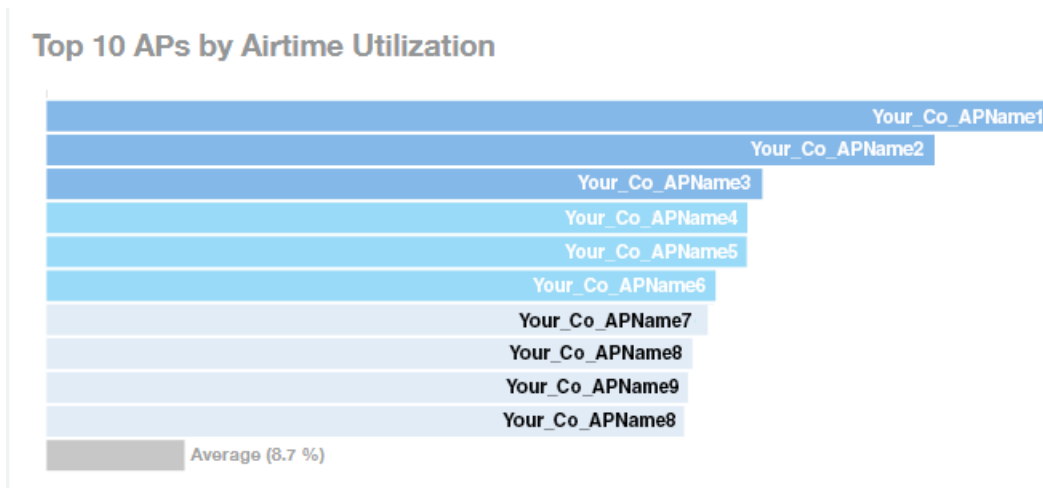 Top 10 APs by Airtime Utilization
Your_Co_APName1
Your_Co_APName2
Your_Co_APName3
Your_Co_APName4
Your_Co_APName5
Your_Co_APName6
Your_Co_APName7
Your_Co_APName8
Your_Co_APName9
Your_Co_APName8
Average (8.7 %)